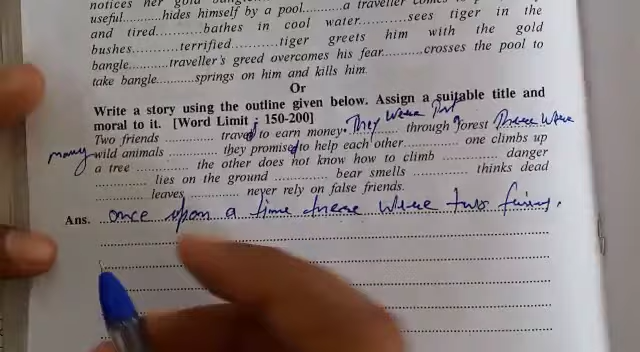 notices her gold
useful............hides himself by a pool............a traveller comes
and tired............bathes in cool water............sees tiger in the
bushes............terrified............tiger greets him with the gold
bangle............traveller's greed overcomes his fear............crosses the pool to
take bangle............springs on him and kills him.
Or
Write a story using the outline given below. Assign a suitable title and
moral to it. [Word Limit : 150-200] They were
Two friends ............ travel to earn money ............ through forest There where
many wild animals ............ they promise to help each other............ one climbs up
a tree ............ the other does not know how to climb ............ danger
............ lies on the ground ............ bear smells ............ thinks dead
............ leaves ............ never rely on false friends.
Ans. once upon a time there where two